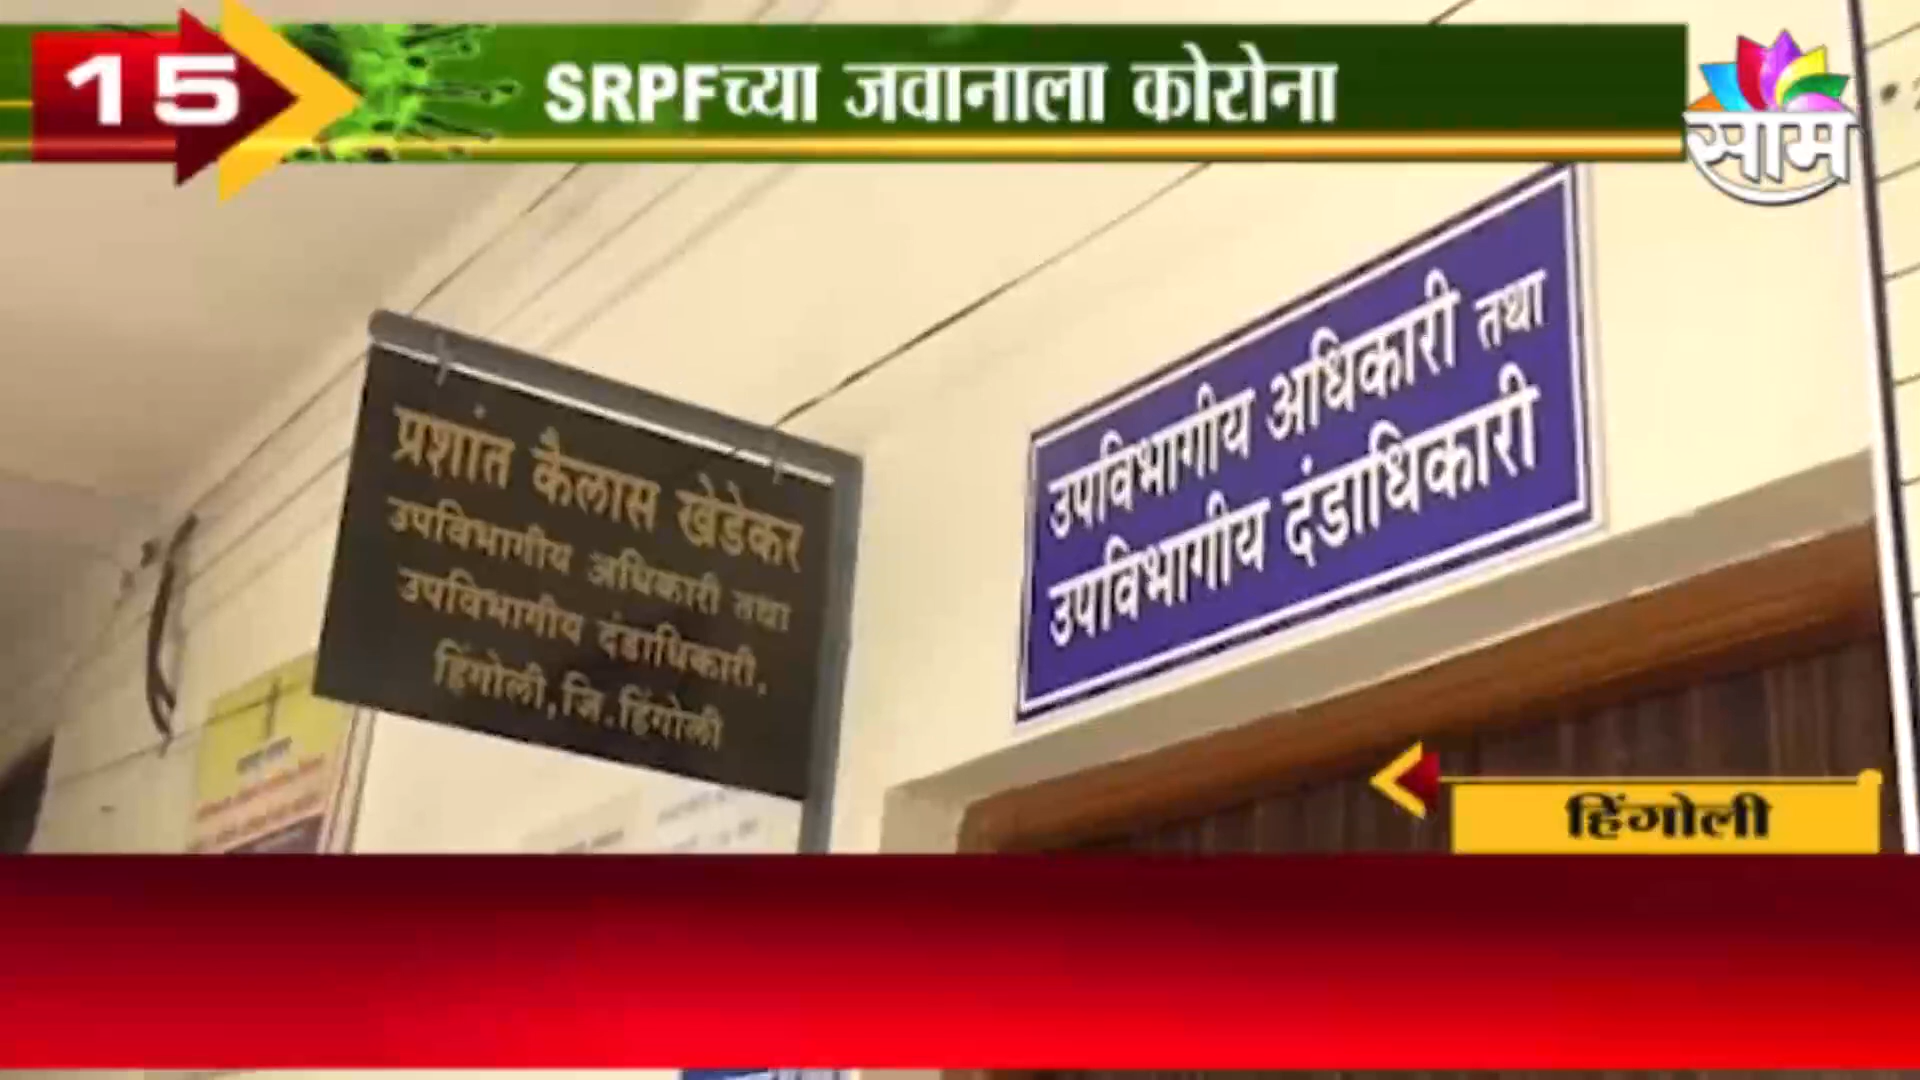 15
SRPFच्या जवानाला कोरोना
साम
प्रशांत कैलास खेडेकर
उपविभागीय अधिकारी तथा
उपविभागीय दंडाधिकारी.
हिंगोली,जि.हिंगोली
उपविभागीय अधिकारी तथा
उपविभागीय दंडाधिकारी
हिंगोली